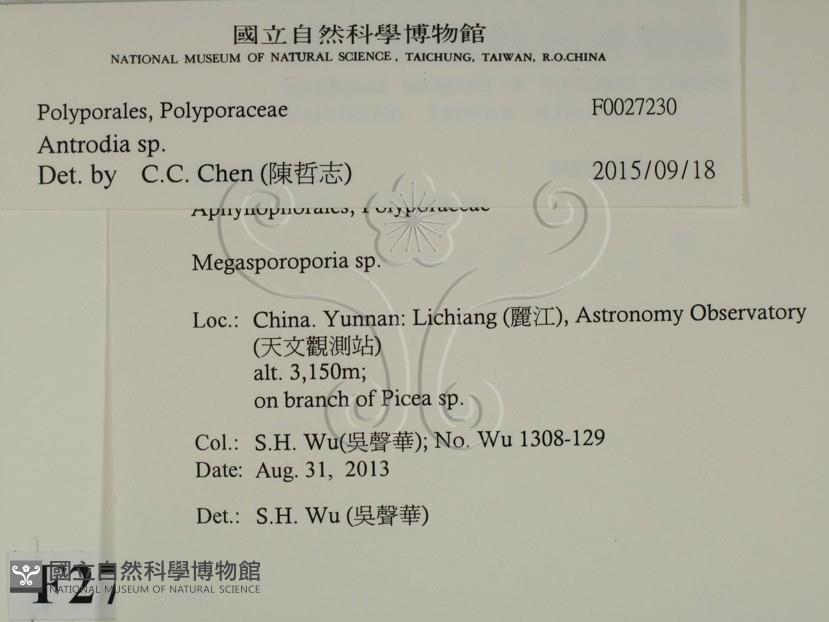 國立自然科學博物館
NATIONAL MUSEUM OF NATURAL SCIENCE, TAICHUNG, TAIWAN, R.O.CHINA
Polyporales, Polyporaceae F0027230
Antrodia sp.
Det. by C.C. Chen (陳哲志) 2015/09/18
Aphyllophorales, Polyporaceae
Megasporoporia sp.
Loc.: China. Yunnan: Lichiang (麗江), Astronomy Observatory
(天文觀測站)
alt. 3,150m;
on branch of Picea sp.
Col.: S.H. Wu(吳聲華); No. Wu 1308-129
Date: Aug. 31, 2013
Det.: S.H. Wu (吳聲華)
F27
國立自然科學博物館
NATIONAL MUSEUM OF NATURAL SCIENCE